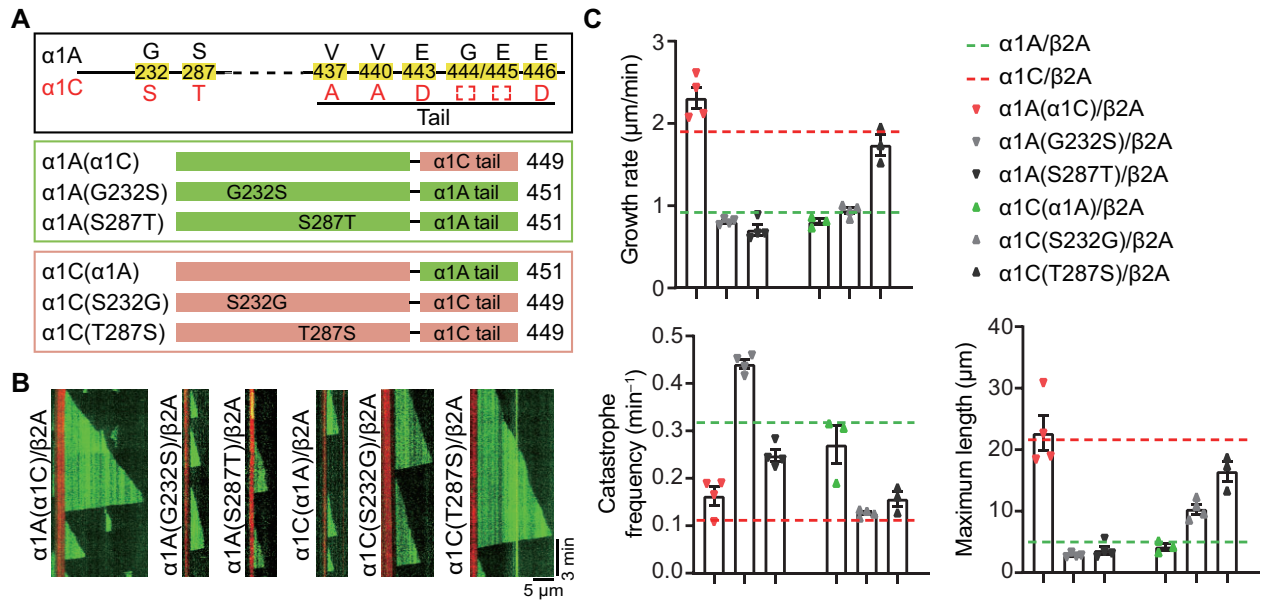 A
α1A G S V V E G E E
232 287 437 440 443 444/445 446
α1C S T A A D D
Tail
α1A(α1C) α1C tail 449
α1A(G232S) G232S α1A tail 451
α1A(S287T) S287T α1A tail 451
α1C(α1A) α1A tail 451
α1C(S232G) S232G α1C tail 449
α1C(T287S) T287S α1C tail 449
B
α1A(α1C)/β2A
α1A(G232S)/β2A
α1A(S287T)/β2A
α1C(α1A)/β2A
α1C(S232G)/β2A
α1C(T287S)/β2A
3 min
5 μm
C
Growth rate (μm/min)
3
2
1
0
α1A/β2A
α1C/β2A
α1A(α1C)/β2A
α1A(G232S)/β2A
α1A(S287T)/β2A
α1C(α1A)/β2A
α1C(S232G)/β2A
α1C(T287S)/β2A
Catastrophe
frequency (min⁻¹)
0.5
0.4
0.3
0.2
0.1
0
Maximum length (μm)
40
30
20
10
0